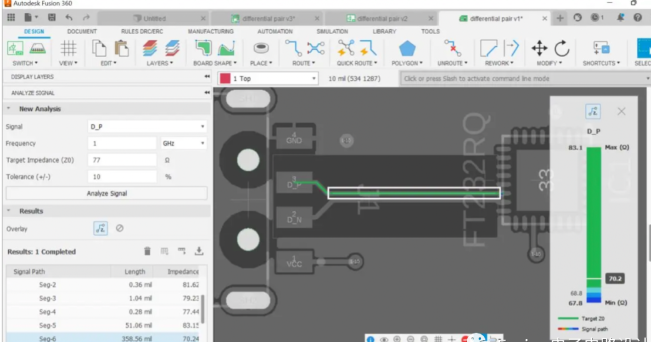 Autodesk Fusion 360
Untitled
differential pair v3*
differential pair v2
differential pair v1*
1
DESIGN DOCUMENT RULES DRC/ERC MANUFACTURING AUTOMATION SIMULATION LIBRARY TOOLS
SWITCH VIEW EDIT LAYERS BOARD SHAPE PLACE ROUTE QUICK ROUTE POLYGON UNROUTE REWORK MODIFY SHORTCUTS SELEC
DISPLAY LAYERS
1 Top
10 mil (534 1287)
Click or press Slash to activate command line mode
ANALYZE SIGNAL
New Analysis
Signal D_P
Frequency 1 GHz
Target Impedance (Z0) 77 Ω
Tolerance (+/-) 10 %
Analyze Signal
Results
Overlay
Results: 1 Completed
Signal Path Length Impedance
Seg-2 0.36 mil 81.62
Seg-3 1.04 mil 79.23
Seg-4 0.28 mil 77.44
Seg-5 51.06 mil 83.15
Seg-6 358.56 mil 70.24
4
GND
3
D_P
2
D_N
1
VCC
IC1
FT232RQ
33
IC1
D_P
83.1 Max (Ω)
70.2
68.8
67.8 Min (Ω)
Target Z0
Signal path